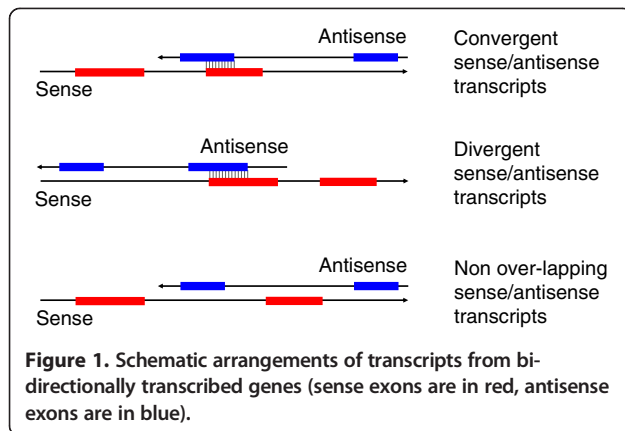 Antisense
Sense
Convergent
sense/antisense
transcripts
Antisense
Sense
Divergent
sense/antisense
transcripts
Antisense
Sense
Non over-lapping
sense/antisense
transcripts
Figure 1. Schematic arrangements of transcripts from bi-
directionally transcribed genes (sense exons are in red, antisense
exons are in blue).